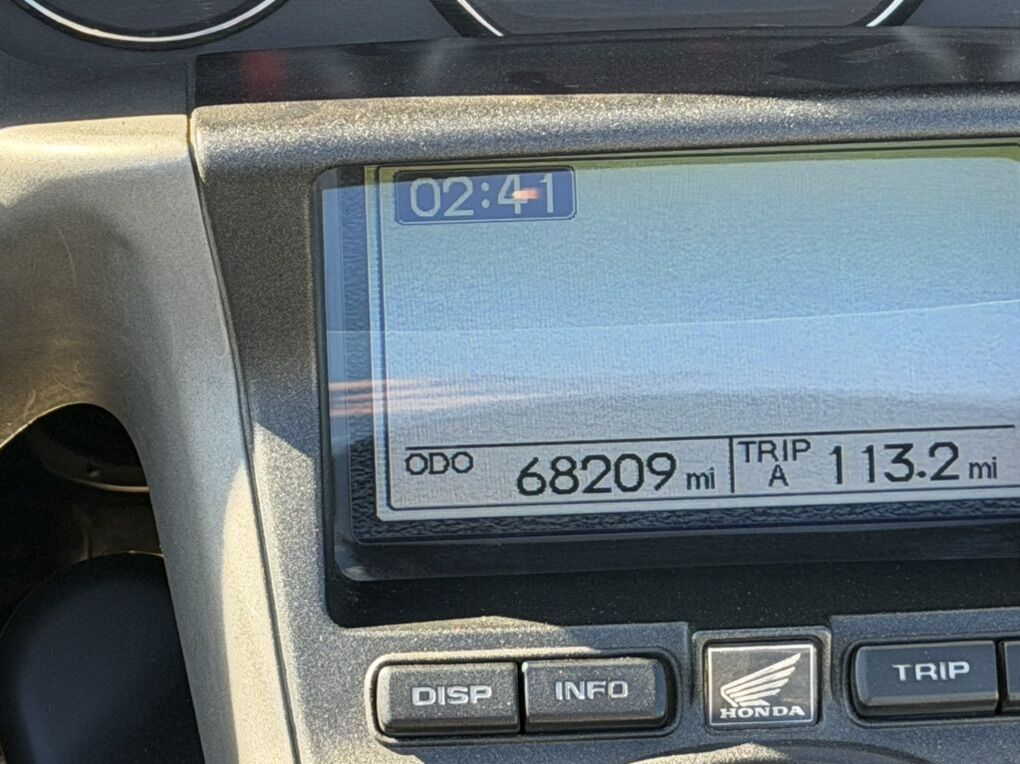 02:41
ODO 68209 mi TRIP A 113.2 mi
DISP INFO HONDA TRIP